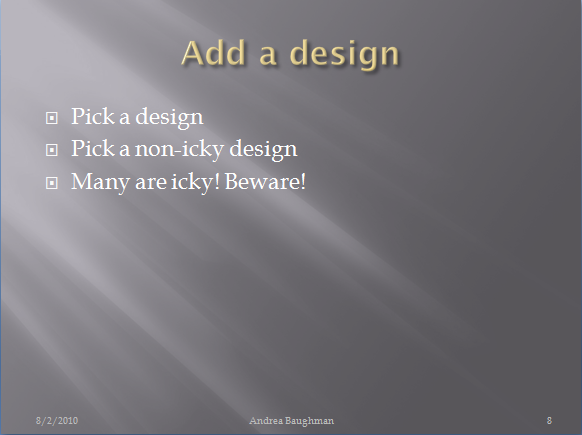 Add a design
Pick a design
Pick a non-icky design
Many are icky! Beware!
8/2/2010 Andrea Baughman 8